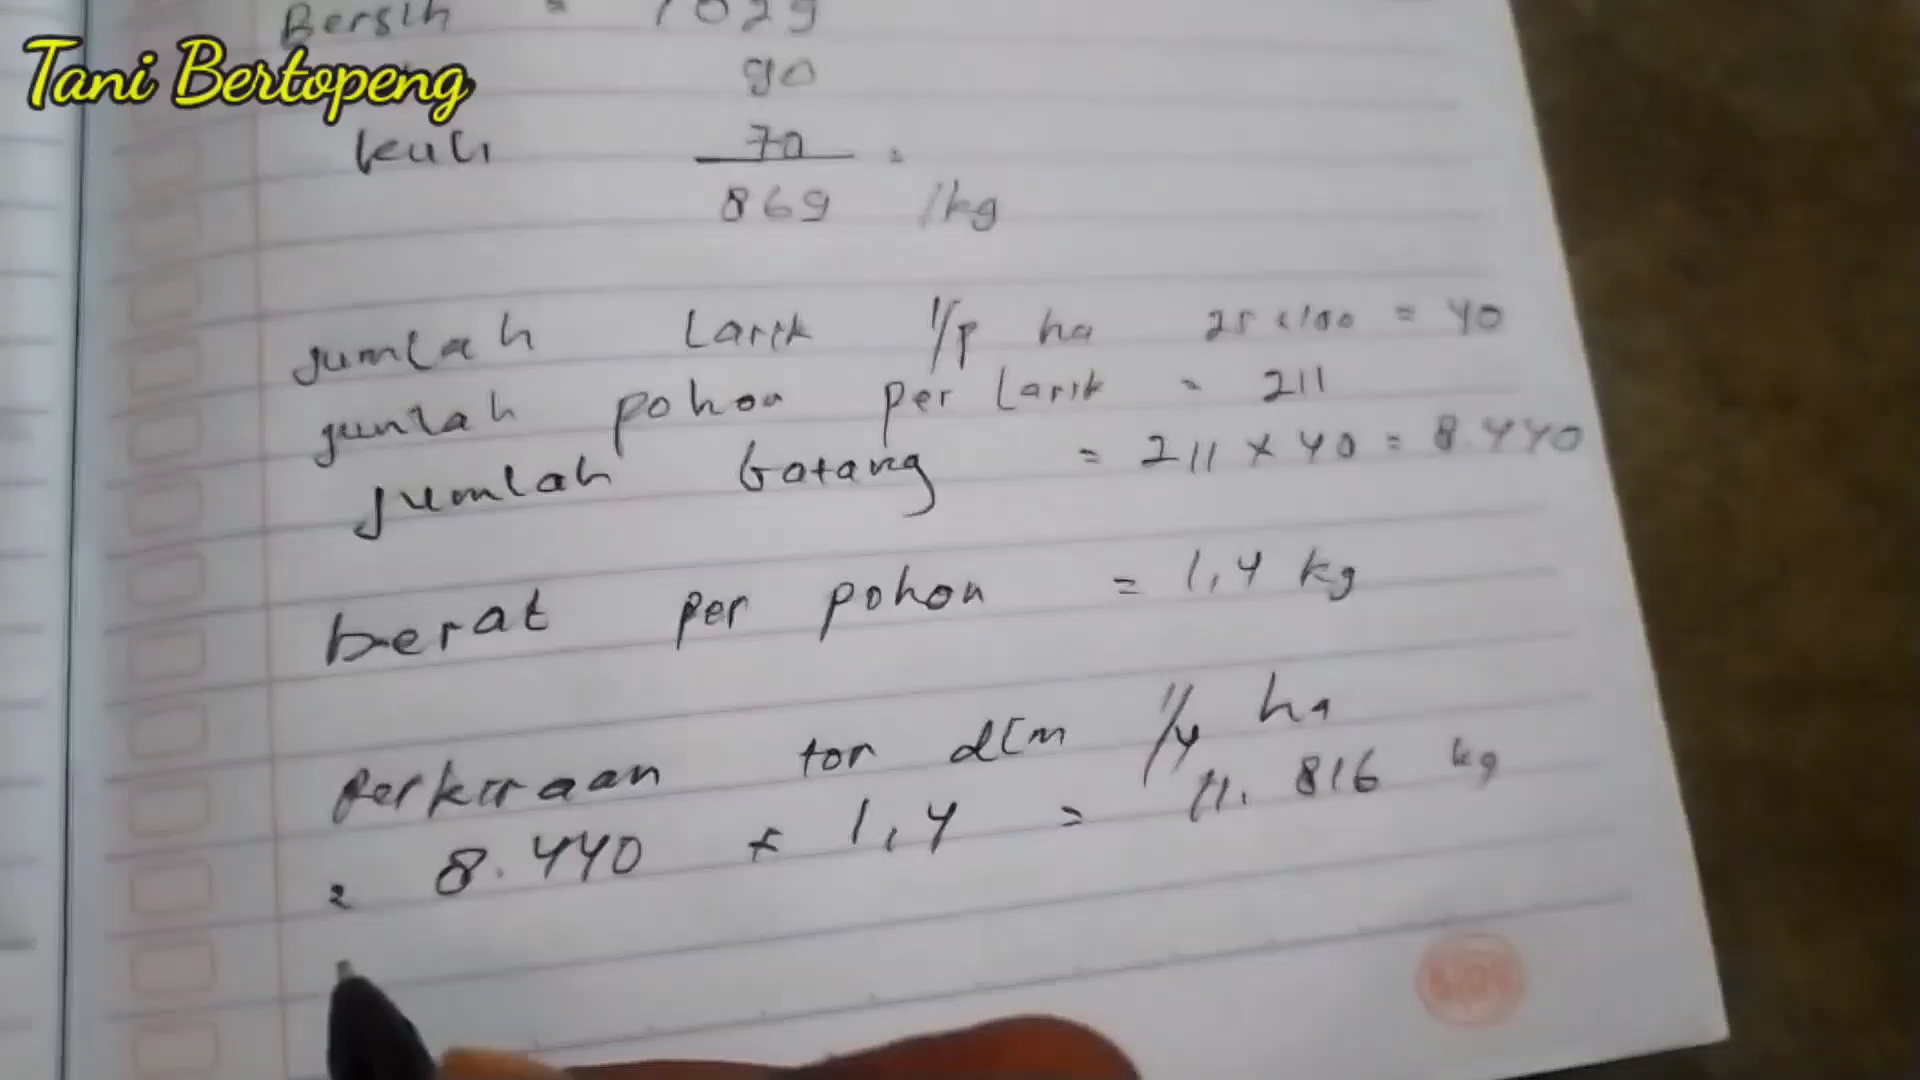 Bersih = 1029
Tani Bertopeng
90
kuli 70
869 /kg
jumlah Larik 1/4 ha 25 x 100 = 40
jumlah pohon per Larik = 211
jumlah batang = 211 x 40 = 8.440
berat per pohon = 1,4 kg
Perkiraan ton dlm 1/4 ha
= 8.440 x 1,4 = 11.816 kg